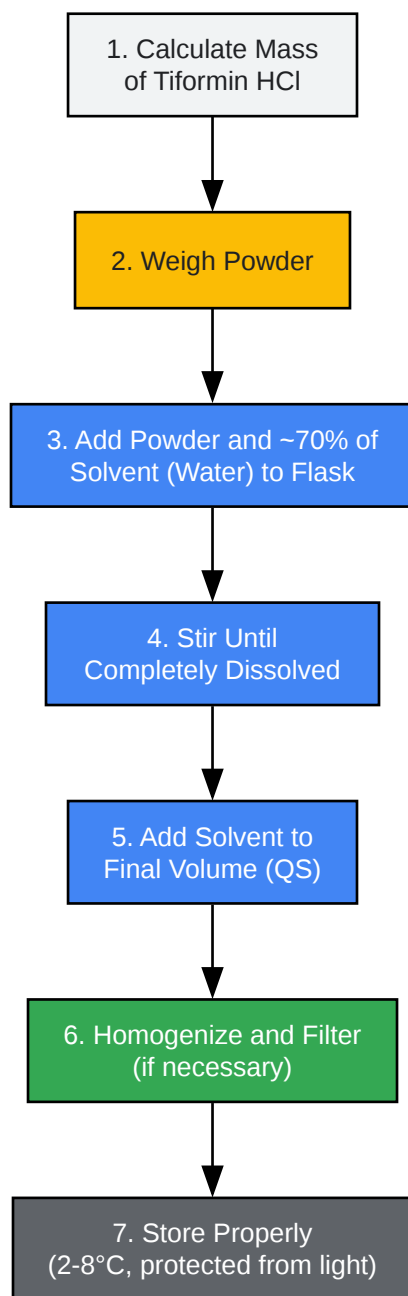 1. Calculate Mass
of Tiformin HCl
2. Weigh Powder
3. Add Powder and ~70% of
Solvent (Water) to Flask
4. Stir Until
Completely Dissolved
5. Add Solvent to
Final Volume (QS)
6. Homogenize and Filter
(if necessary)
7. Store Properly
(2-8°C, protected from light)